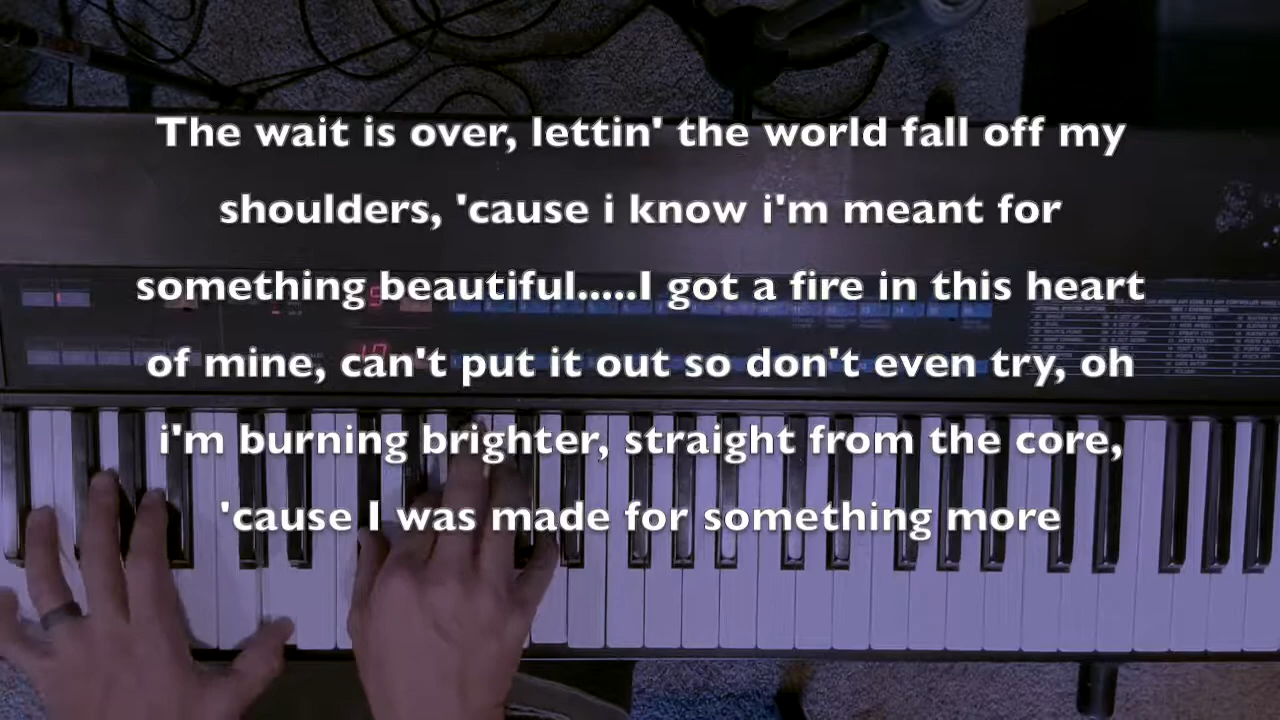 The wait is over, lettin' the world fall off my
shoulders, 'cause i know i'm meant for
something beautiful.....I got a fire in this heart
of mine, can't put it out so don't even try, oh
i'm burning brighter, straight from the core,
'cause I was made for something more